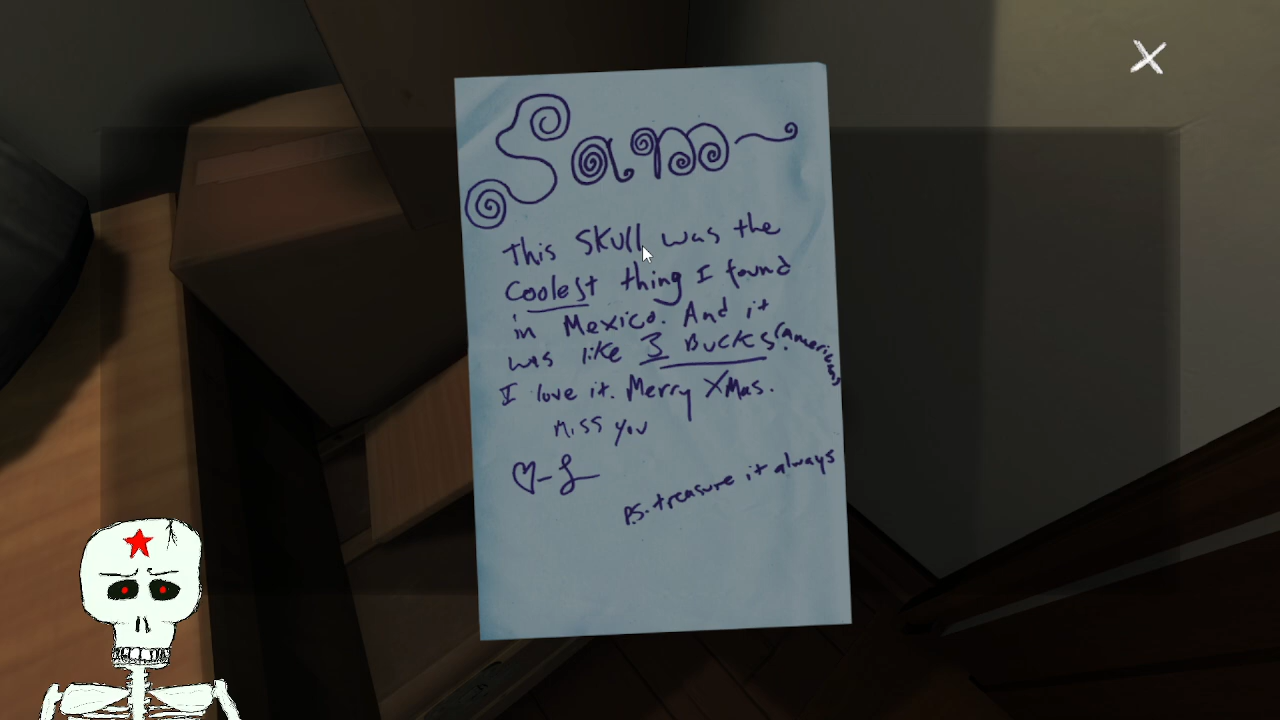 Sam
This Skull was the
Coolest thing I found
in Mexico. And it
was like 3 BUCKS. (american)
I love it. Merry XMas.
Miss you
♡-L
P.S. treasure it always